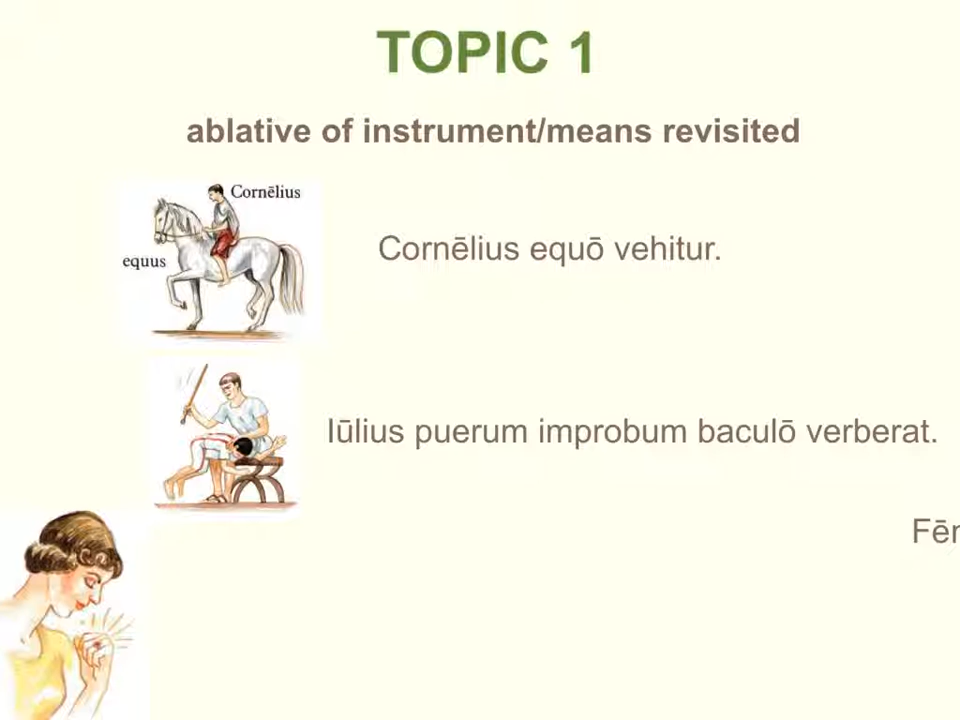 TOPIC 1
ablative of instrument/means revisited
Cornēlius
equus
Cornēlius equō vehitur.
Iūlius puerum improbum baculō verberat.